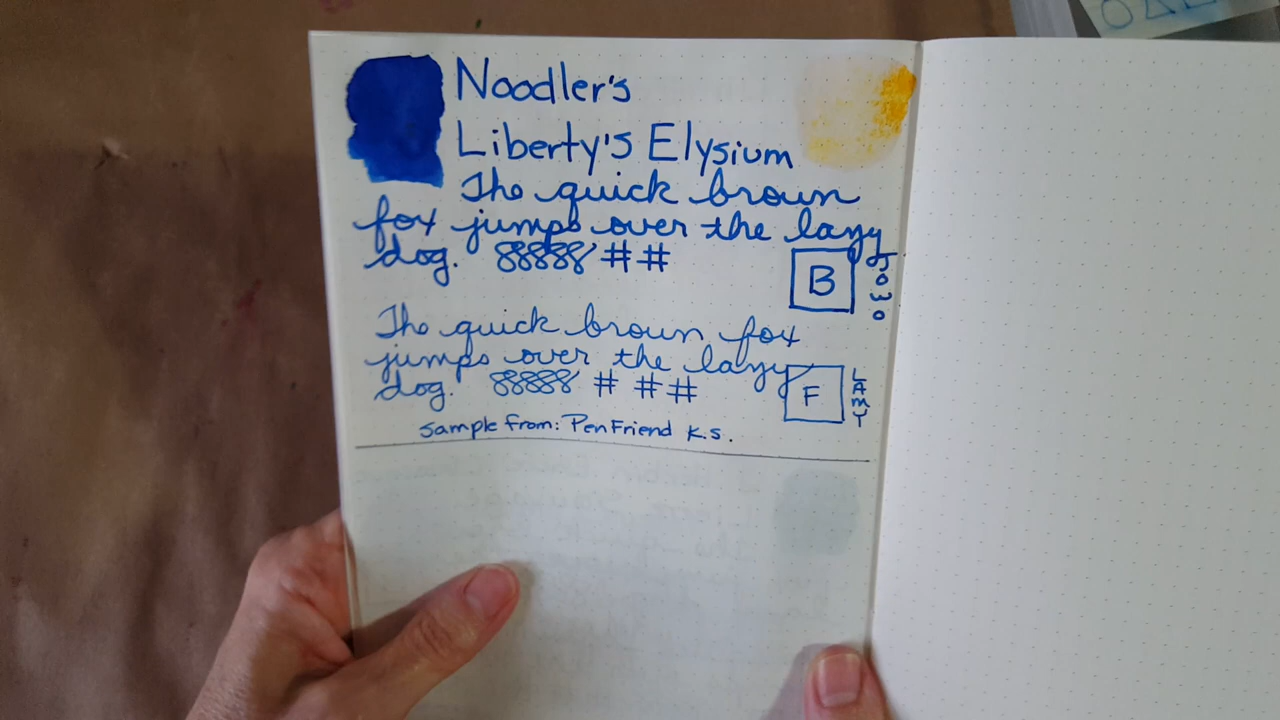 Noodler's
Liberty's Elysium
The quick brown
fox jumps over the lazy
dog. 88888 # #
B
JOWO
The quick brown fox
jumps over the lazy
dog. 88888 # # #
F
LAMY
Sample from: PenFriend K.S.